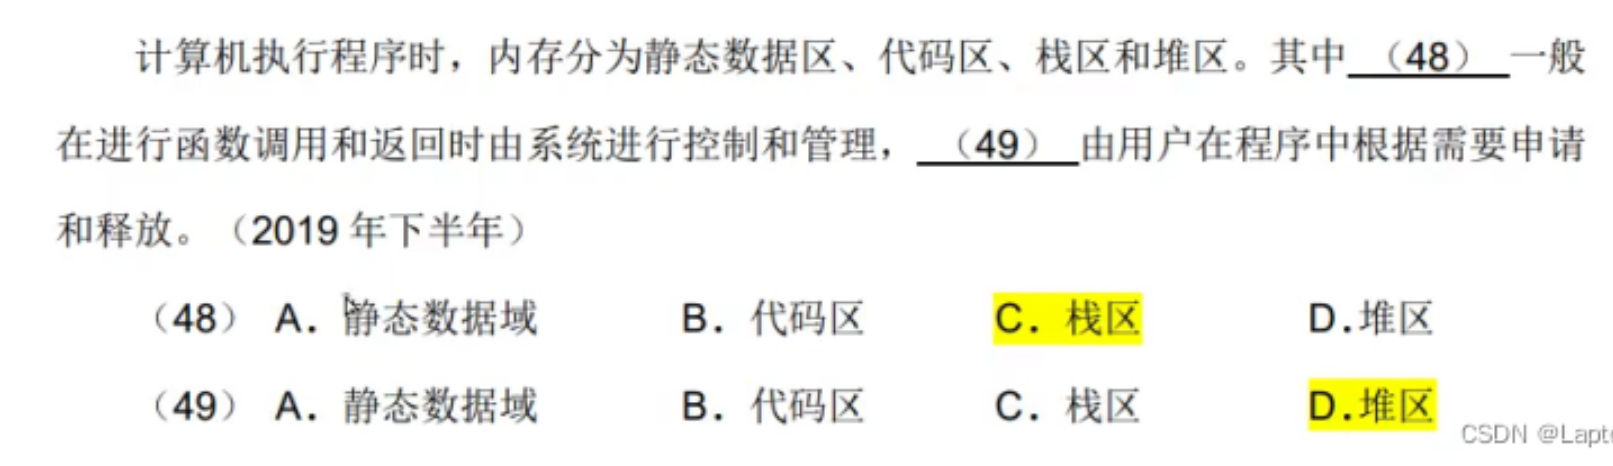 计算机执行程序时，内存分为静态数据区、代码区、栈区和堆区。其中 （48） 一般
在进行函数调用和返回时由系统进行控制和管理， （49） 由用户在程序中根据需要申请
和释放。（2019 年下半年）
（48） A. 静态数据域 B. 代码区 C. 栈区 D.堆区
（49） A. 静态数据域 B. 代码区 C. 栈区 D.堆区
CSDN @Lapt